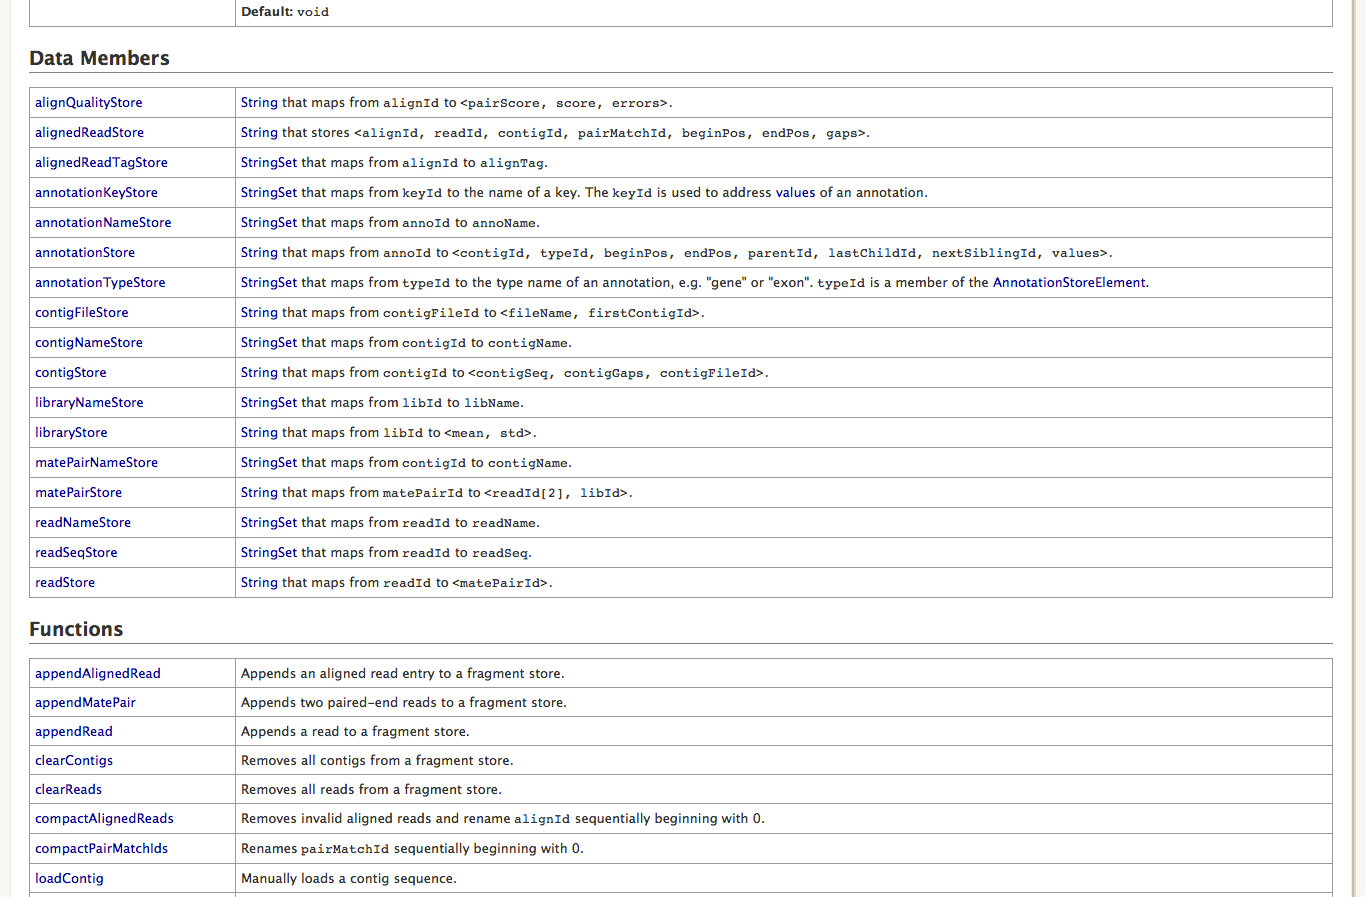 Default: void
Data Members
alignQualityStore String that maps from alignId to <pairScore, score, errors>.
alignedReadStore String that stores <alignId, readId, contigId, pairMatchId, beginPos, endPos, gaps>.
alignedReadTagStore StringSet that maps from alignId to alignTag.
annotationKeyStore StringSet that maps from keyId to the name of a key. The keyId is used to address values of an annotation.
annotationNameStore StringSet that maps from annoId to annoName.
annotationStore String that maps from annoId to <contigId, typeId, beginPos, endPos, parentId, lastChildId, nextSiblingId, values>.
annotationTypeStore StringSet that maps from typeId to the type name of an annotation, e.g. "gene" or "exon". typeId is a member of the AnnotationStoreElement.
contigFileStore String that maps from contigFileId to <fileName, firstContigId>.
contigNameStore StringSet that maps from contigId to contigName.
contigStore String that maps from contigId to <contigSeq, contigGaps, contigFileId>.
libraryNameStore StringSet that maps from libId to libName.
libraryStore String that maps from libId to <mean, std>.
matePairNameStore StringSet that maps from contigId to contigName.
matePairStore String that maps from matePairId to <readId[2], libId>.
readNameStore StringSet that maps from readId to readName.
readSeqStore StringSet that maps from readId to readSeq.
readStore String that maps from readId to <matePairId>.
Functions
appendAlignedRead Appends an aligned read entry to a fragment store.
appendMatePair Appends two paired-end reads to a fragment store.
appendRead Appends a read to a fragment store.
clearContigs Removes all contigs from a fragment store.
clearReads Removes all reads from a fragment store.
compactAlignedReads Removes invalid aligned reads and rename alignId sequentially beginning with 0.
compactPairMatchIds Renames pairMatchId sequentially beginning with 0.
loadContig Manually loads a contig sequence.